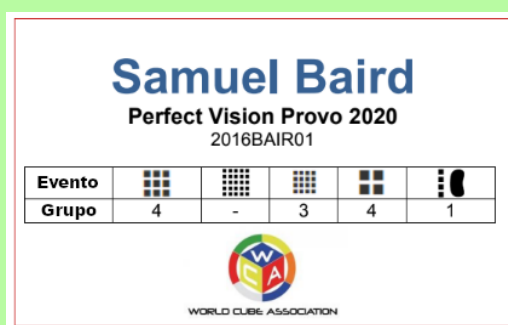 Samuel Baird
Perfect Vision Provo 2020
2016BAIR01
Evento
Grupo 4 - 3 4 1
W C A
WORLD CUBE ASSOCIATION